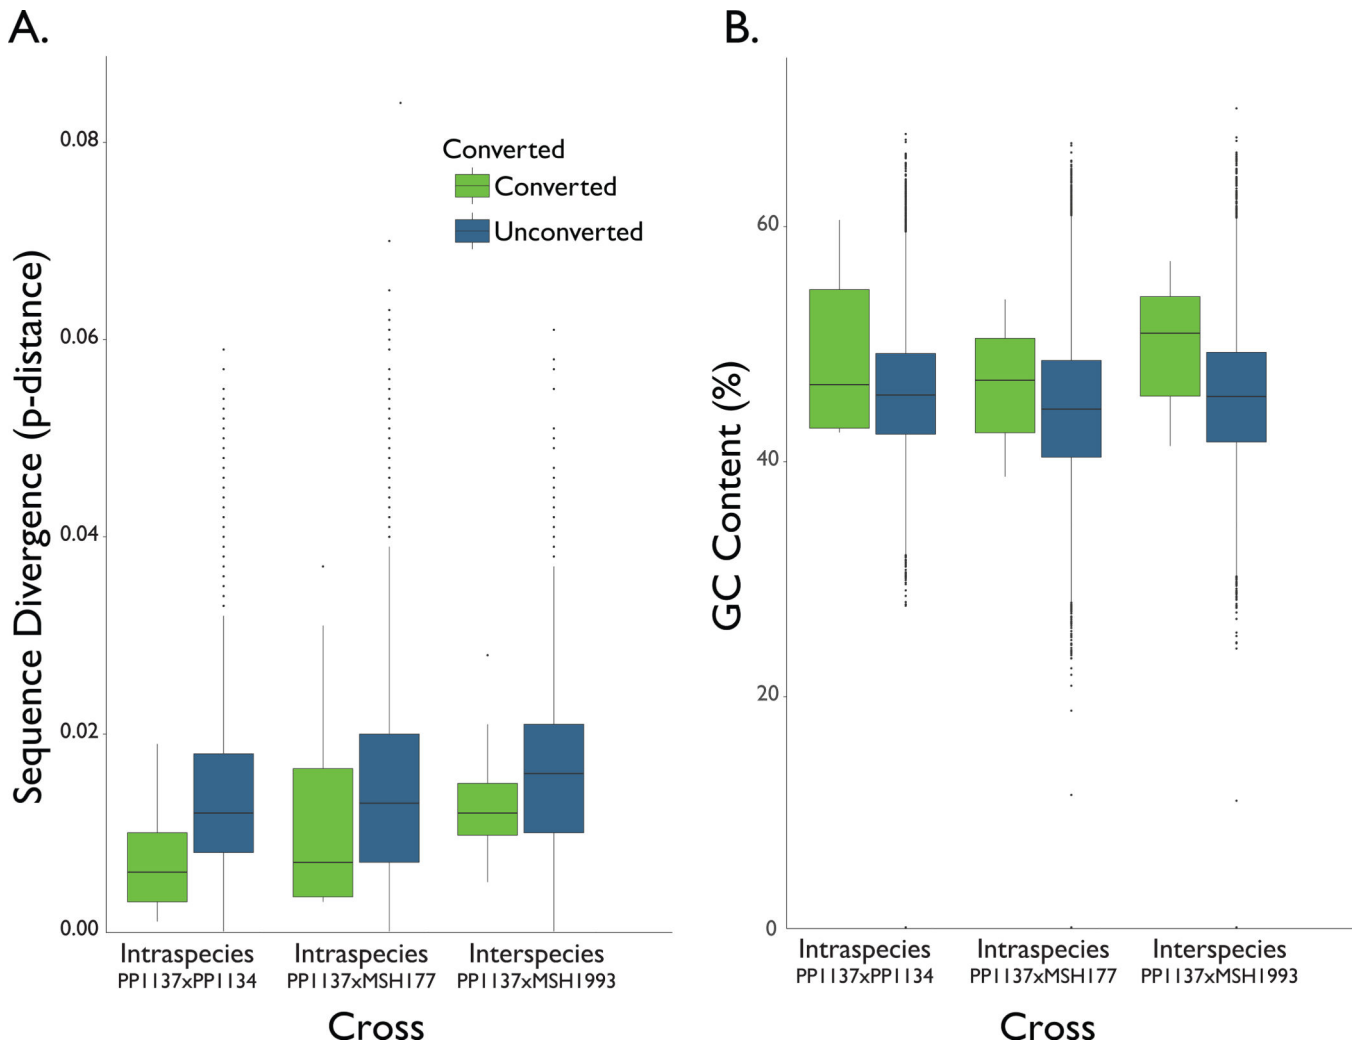 A.
Sequence Divergence (p-distance)
0.08
0.06
0.04
0.02
0.00
Converted
Converted
Unconverted
Intraspecies
PP1137xPP1134
Intraspecies
PP1137xMSH177
Interspecies
PP1137xMSH1993
Cross
B.
GC Content (%)
60
40
20
0
Intraspecies
PP1137xPP1134
Intraspecies
PP1137xMSH177
Interspecies
PP1137xMSH1993
Cross